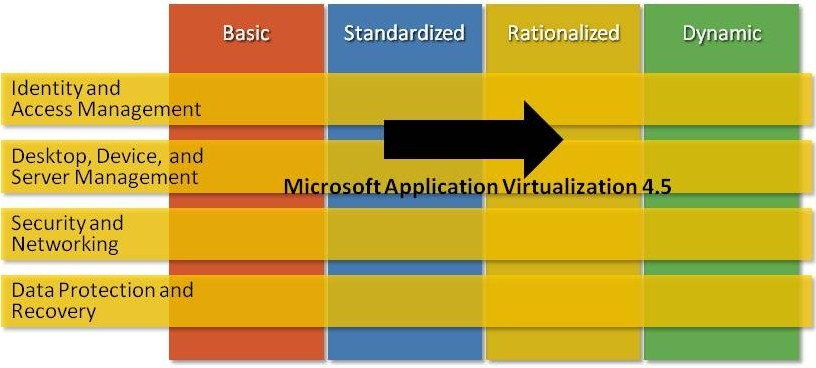 Basic Standardized Rationalized Dynamic
Identity and
Access Management
Desktop, Device, and
Server Management
Microsoft Application Virtualization 4.5
Security and
Networking
Data Protection and
Recovery